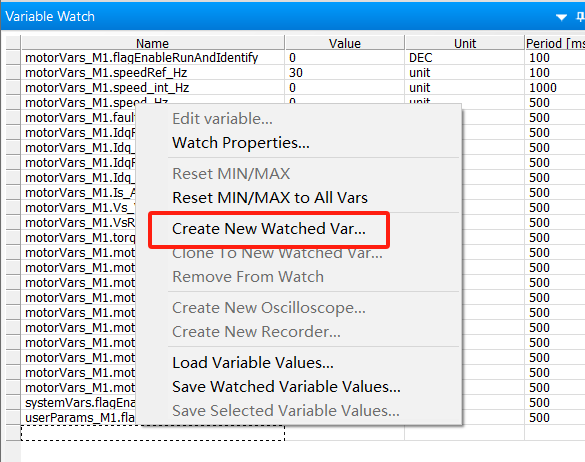 Variable Watch
Name Value Unit Period [ms
motorVars_M1.flagEnableRunAndIdentify 0 DEC 100
motorVars_M1.speedRef_Hz 30 unit 100
motorVars_M1.speed_int_Hz 0 unit 1000
motorVars_M1.speed_Hz 0 unit 500
motorVars_M1.faul 500
motorVars_M1.IdqF 500
motorVars_M1.Idq_ 500
motorVars_M1.IdqF 500
motorVars_M1.Idq_ 500
motorVars_M1.Is_A 500
motorVars_M1.Vs_ 500
motorVars_M1.VsR 500
motorVars_M1.torq 500
motorVars_M1.mot 500
motorVars_M1.mot 500
motorVars_M1.mot 500
motorVars_M1.mot 500
motorVars_M1.mot 500
motorVars_M1.mot 500
motorVars_M1.mot 500
motorVars_M1.mot 500
motorVars_M1.mot 500
motorVars_M1.mot 500
systemVars.flagEna 500
userParams_M1.fla 500
Edit variable...
Watch Properties...
Reset MIN/MAX
Reset MIN/MAX to All Vars
Create New Watched Var...
Clone To New Watched Var...
Remove From Watch
Create New Oscilloscope...
Create New Recorder...
Load Variable Values...
Save Watched Variable Values...
Save Selected Variable Values...